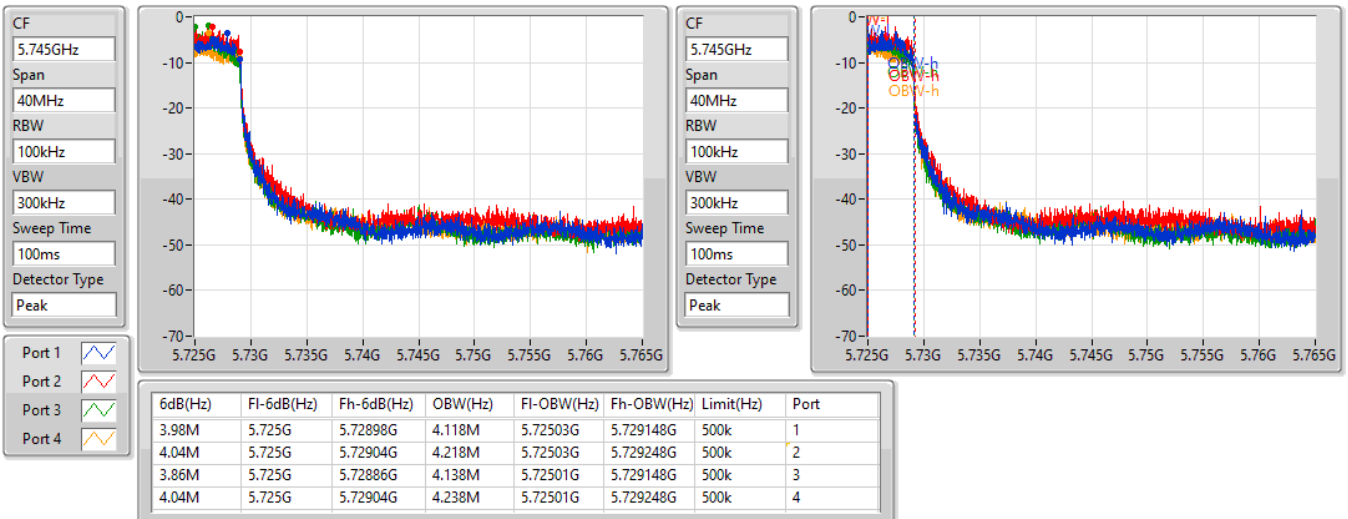 CF
5.745GHz
Span
40MHz
RBW
100kHz
VBW
300kHz
Sweep Time
100ms
Detector Type
Peak
0
-10
-20
-30
-40
-50
-60
-70
5.725G 5.73G 5.735G 5.74G 5.745G 5.75G 5.755G 5.76G 5.765G
CF
5.745GHz
Span
40MHz
RBW
100kHz
VBW
300kHz
Sweep Time
100ms
Detector Type
Peak
0
-10
-20
-30
-40
-50
-60
-70
OBW-h
OBW-h
OBW-h
5.725G 5.73G 5.735G 5.74G 5.745G 5.75G 5.755G 5.76G 5.765G
Port 1
Port 2
Port 3
Port 4
6dB(Hz) Fl-6dB(Hz) Fh-6dB(Hz) OBW(Hz) Fl-OBW(Hz) Fh-OBW(Hz) Limit(Hz) Port
3.98M 5.725G 5.72898G 4.118M 5.72503G 5.729148G 500k 1
4.04M 5.725G 5.72904G 4.218M 5.72503G 5.729248G 500k 2
3.86M 5.725G 5.72886G 4.138M 5.72501G 5.729148G 500k 3
4.04M 5.725G 5.72904G 4.238M 5.72501G 5.729248G 500k 4